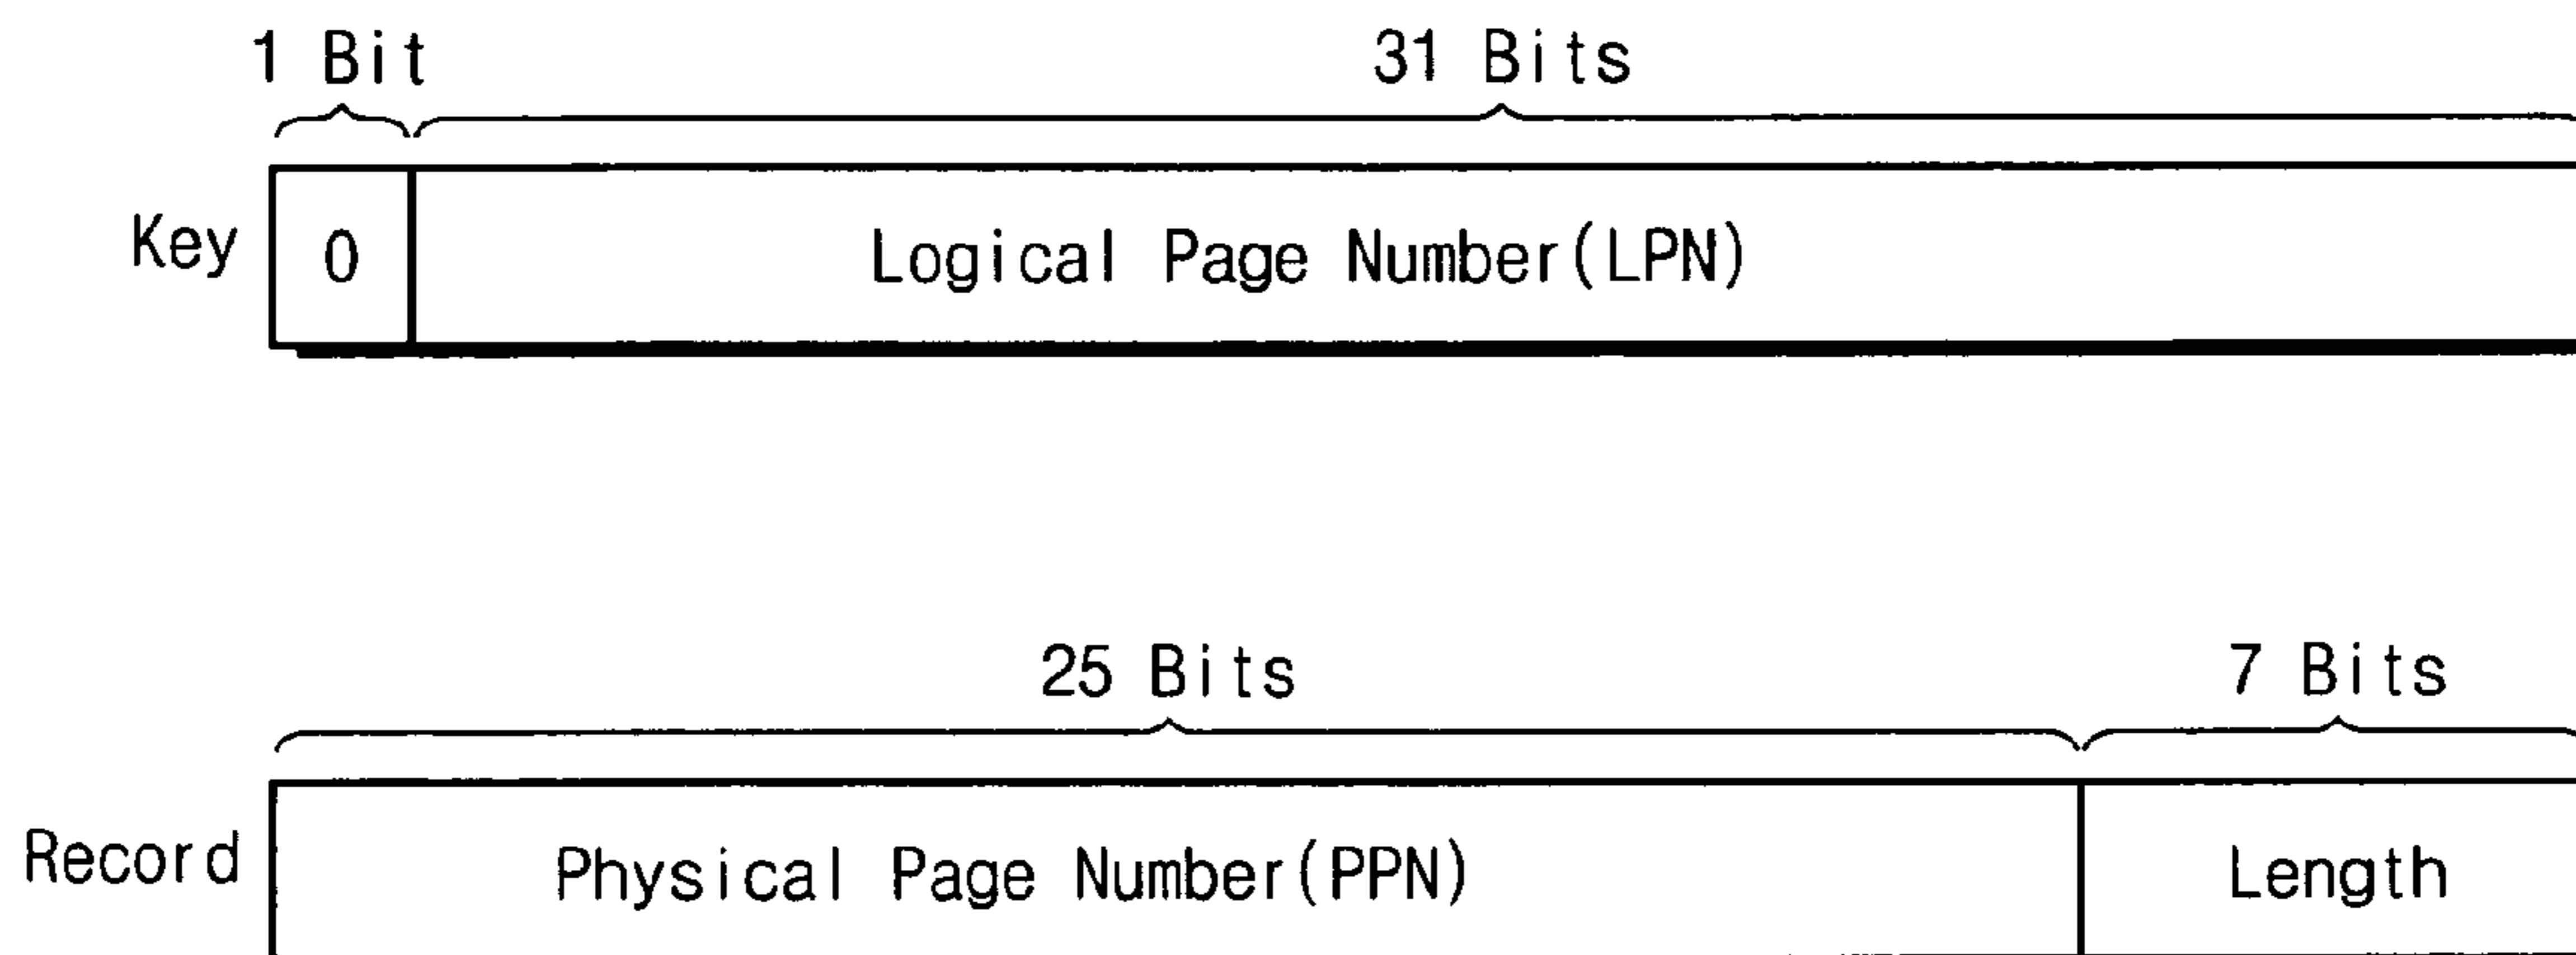 1 Bit 31 Bits
Key 0 Logical Page Number(LPN)
25 Bits 7 Bits
Record Physical Page Number(PPN) Length